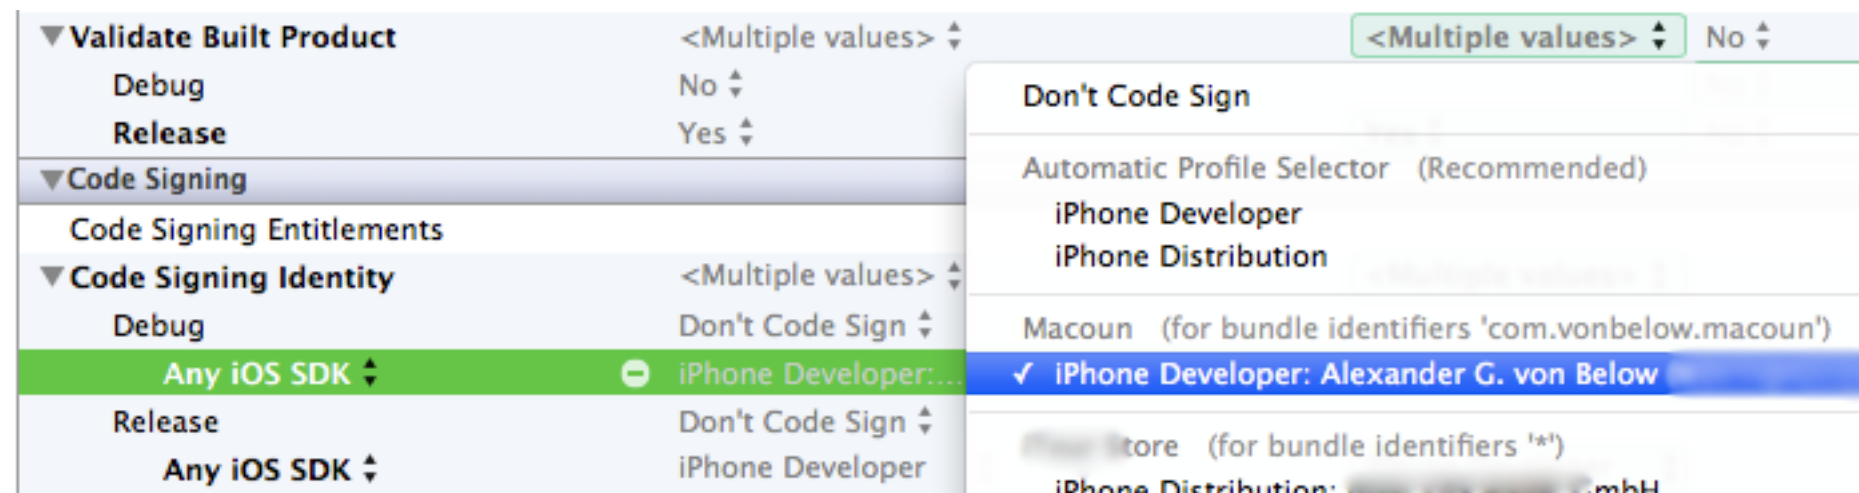 Validate Built Product <Multiple values> <Multiple values> No
Debug No
Release Yes
Code Signing
Code Signing Entitlements
Code Signing Identity <Multiple values>
Debug Don't Code Sign
Any iOS SDK iPhone Developer:...
Release Don't Code Sign
Any iOS SDK iPhone Developer
Don't Code Sign
Automatic Profile Selector (Recommended)
iPhone Developer
iPhone Distribution
Macoun (for bundle identifiers 'com.vonbelow.macoun')
✓ iPhone Developer: Alexander G. von Below
(for bundle identifiers '*')
iPhone Distribution: GmbH